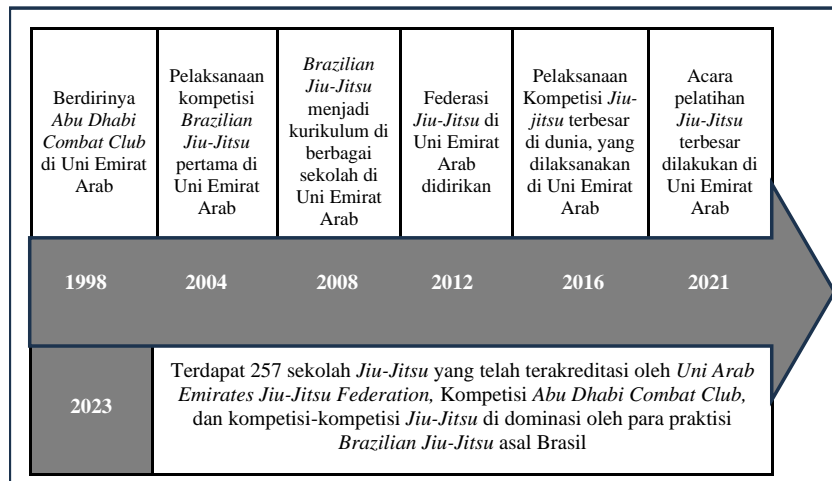 Berdirinya
Abu Dhabi
Combat Club
di Uni Emirat
Arab
Pelaksanaan
kompetisi
Brazilian
Jiu-Jitsu
pertama di
Uni Emirat
Arab
Brazilian
Jiu-Jitsu
menjadi
kurikulum di
berbagai
sekolah di
Uni Emirat
Arab
Federasi
Jiu-Jitsu di
Uni Emirat
Arab
didirikan
Pelaksanaan
Kompetisi Jiu-
jitsu terbesar
di dunia, yang
dilaksanakan
di Uni Emirat
Arab
Acara
pelatihan
Jiu-Jitsu
terbesar
dilakukan di
Uni Emirat
Arab
1998
2004
2008
2012
2016
2021
2023
Terdapat 257 sekolah Jiu-Jitsu yang telah terakreditasi oleh Uni Arab
Emirates Jiu-Jitsu Federation, Kompetisi Abu Dhabi Combat Club,
dan kompetisi-kompetisi Jiu-Jitsu di dominasi oleh para praktisi
Brazilian Jiu-Jitsu asal Brasil